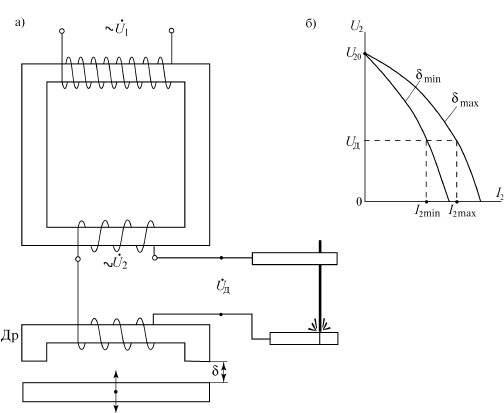 а)
~U̇₁
~U̇₂
U̇Д
Др
δ
б)
U₂
U₂₀
δmin
δmax
UД
0
I₂min
I₂max
I₂